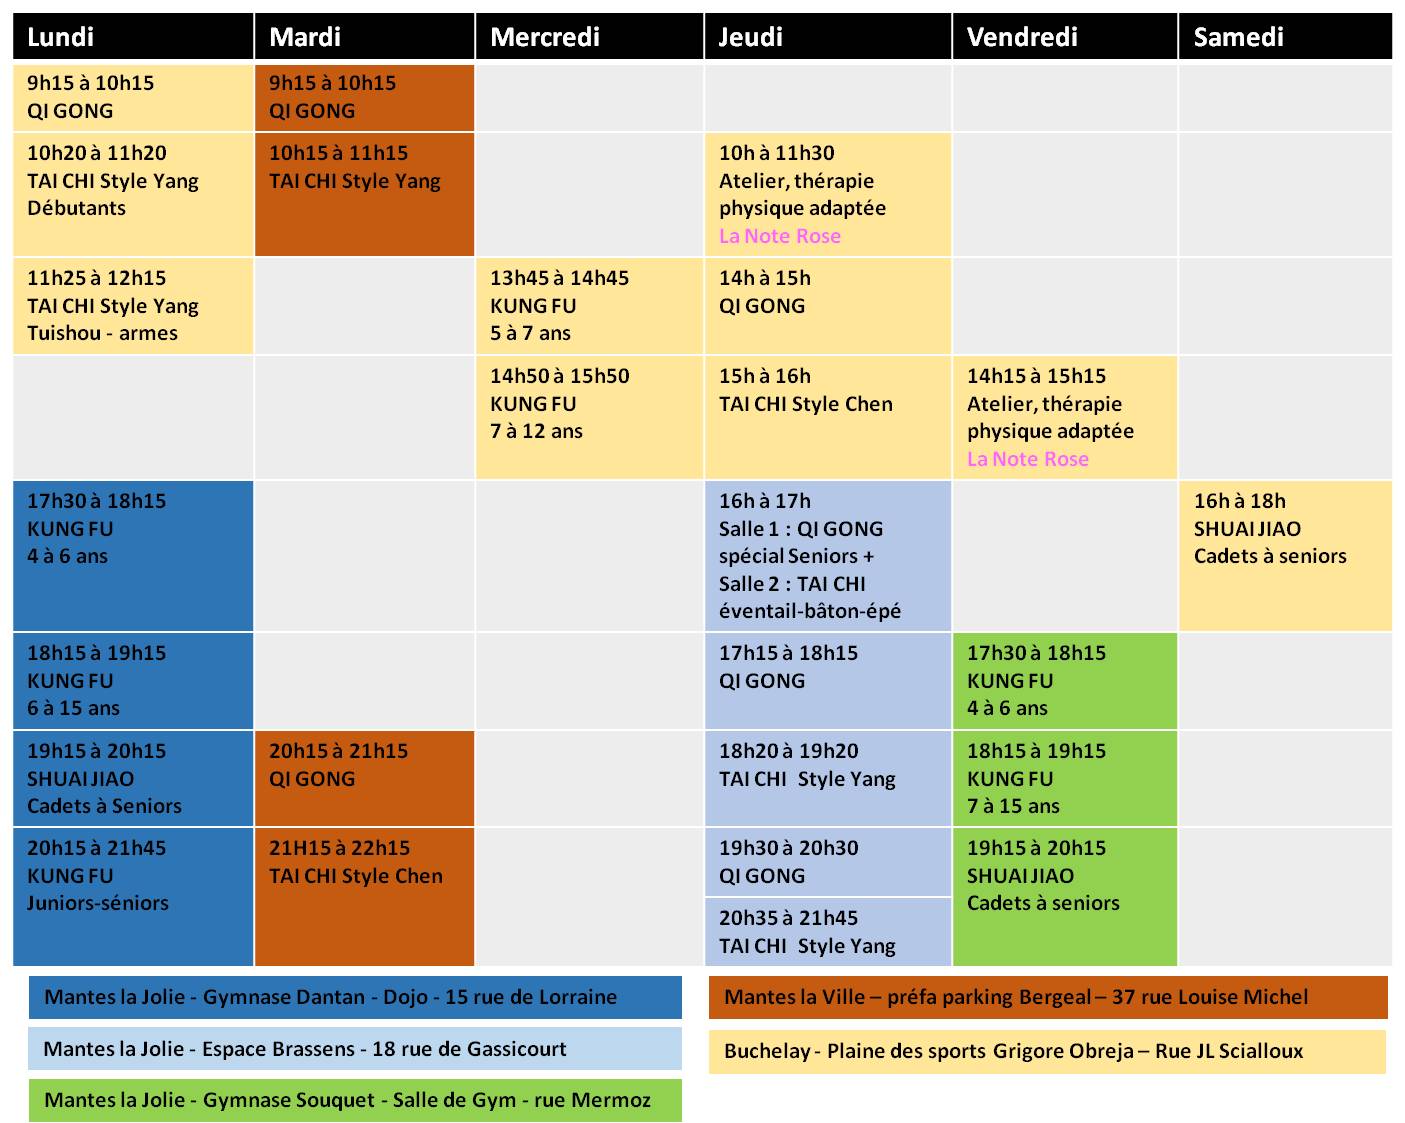 Lundi
Mardi
Mercredi
Jeudi
Vendredi
Samedi
9h15 à 10h15
QI GONG
9h15 à 10h15
QI GONG
10h20 à 11h20
TAI CHI Style Yang
Débutants
10h15 à 11h15
TAI CHI Style Yang
10h à 11h30
Atelier, thérapie
physique adaptée
La Note Rose
11h25 à 12h15
TAI CHI Style Yang
Tuishou - armes
13h45 à 14h45
KUNG FU
5 à 7 ans
14h à 15h
QI GONG
14h50 à 15h50
KUNG FU
7 à 12 ans
15h à 16h
TAI CHI Style Chen
14h15 à 15h15
Atelier, thérapie
physique adaptée
La Note Rose
17h30 à 18h15
KUNG FU
4 à 6 ans
16h à 17h
Salle 1 : QI GONG
spécial Seniors +
Salle 2 : TAI CHI
éventail-bâton-épé
16h à 18h
SHUAI JIAO
Cadets à seniors
18h15 à 19h15
KUNG FU
6 à 15 ans
17h15 à 18h15
QI GONG
17h30 à 18h15
KUNG FU
4 à 6 ans
19h15 à 20h15
SHUAI JIAO
Cadets à Seniors
20h15 à 21h15
QI GONG
18h20 à 19h20
TAI CHI Style Yang
18h15 à 19h15
KUNG FU
7 à 15 ans
20h15 à 21h45
KUNG FU
Juniors-séniors
21H15 à 22h15
TAI CHI Style Chen
19h30 à 20h30
QI GONG
20h35 à 21h45
TAI CHI Style Yang
19h15 à 20h15
SHUAI JIAO
Cadets à seniors
Mantes la Jolie - Gymnase Dantan - Dojo - 15 rue de Lorraine
Mantes la Ville – préfa parking Bergeal – 37 rue Louise Michel
Mantes la Jolie - Espace Brassens - 18 rue de Gassicourt
Buchelay - Plaine des sports Grigore Obreja – Rue JL Scialloux
Mantes la Jolie - Gymnase Souquet - Salle de Gym - rue Mermoz